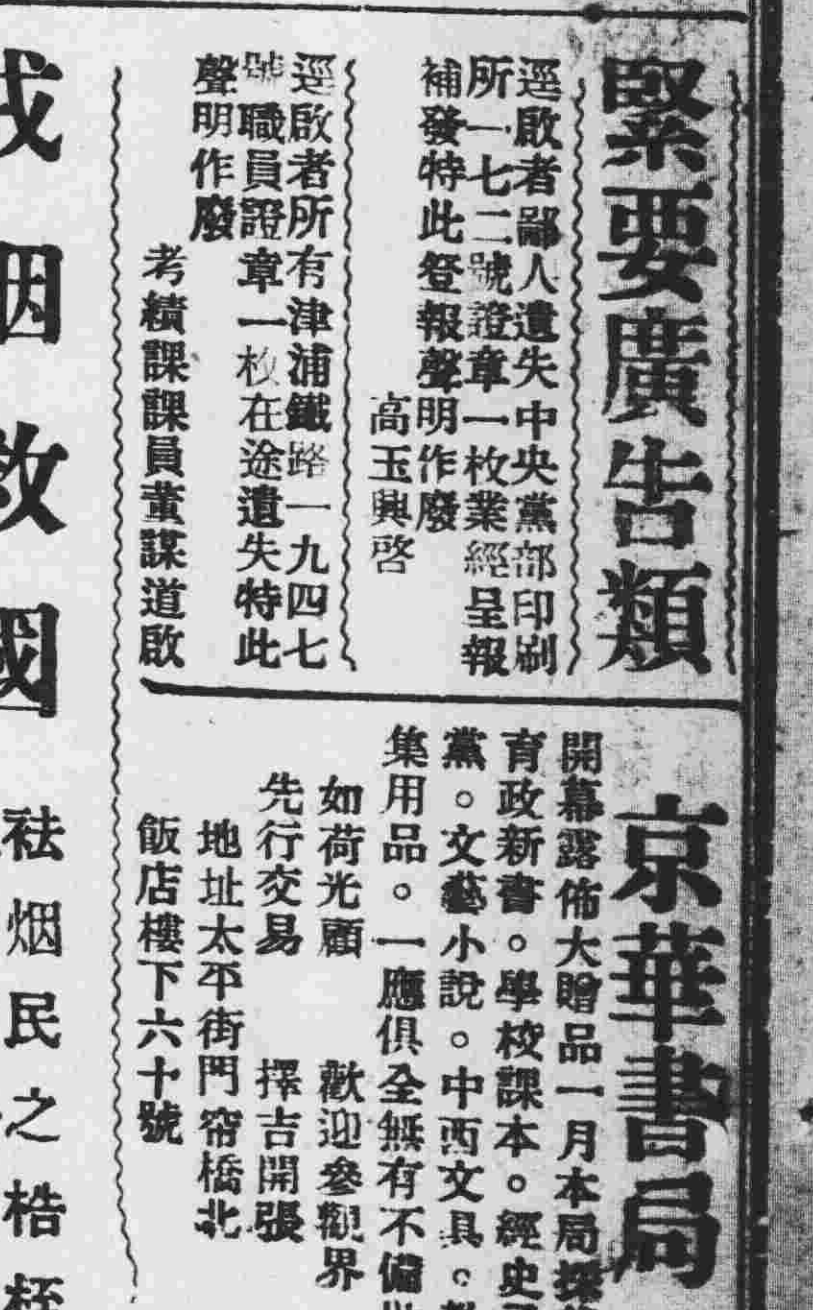 緊要廣告類
逕啟者鄙人遺失中央黨部印刷
所一七二號證章一枚業經呈報
補發特此登報聲明作廢
高玉興啓
逕啟者所有津浦鐵路一九四七
號職員證章一枚在途遺失特此
聲明作廢
考績課課員董謀道啟
京華書局
開幕露佈大贈品一月本局採
育政新書。學校課本。經史
黨。文藝小說。中西文具。
集用品。一應俱全無有不備
如荷光顧 歡迎參觀界
先行交易 擇吉開張
地址太平街門帘橋北
飯店樓下六十號
戒烟救國
祛烟民之梏桎